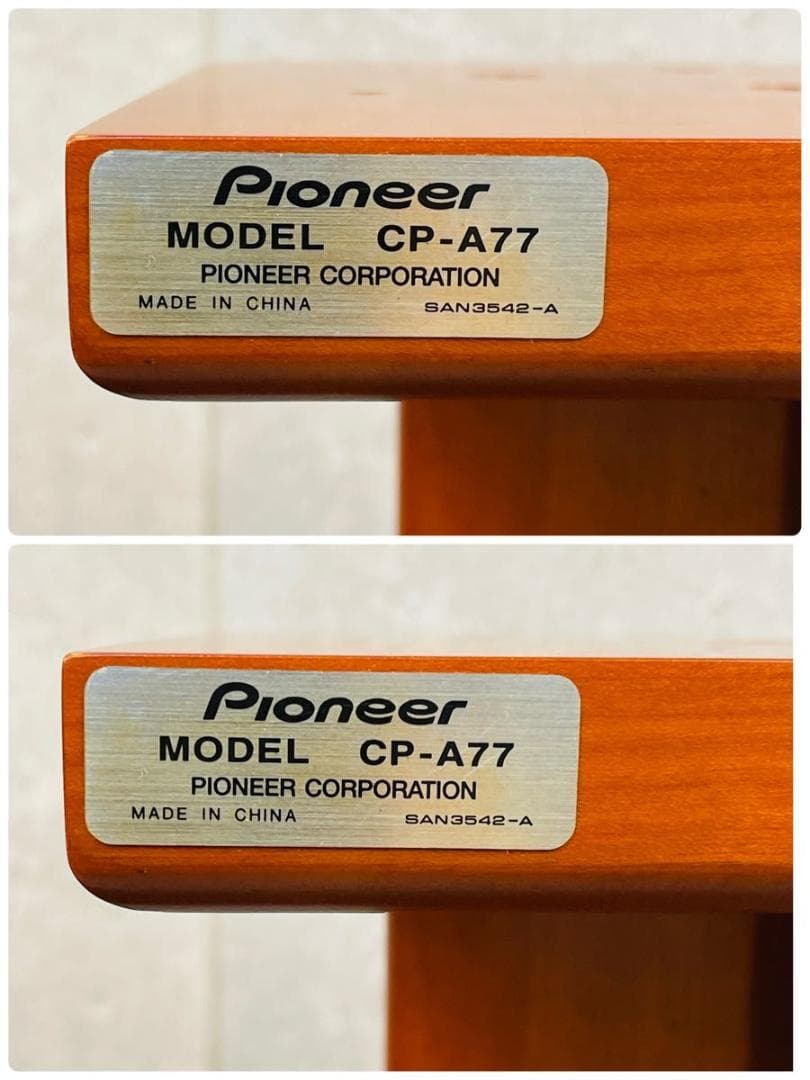 Pioneer
MODEL CP-A77
PIONEER CORPORATION
MADE IN CHINA SAN3542-A
Pioneer
MODEL CP-A77
PIONEER CORPORATION
MADE IN CHINA SAN3542-A